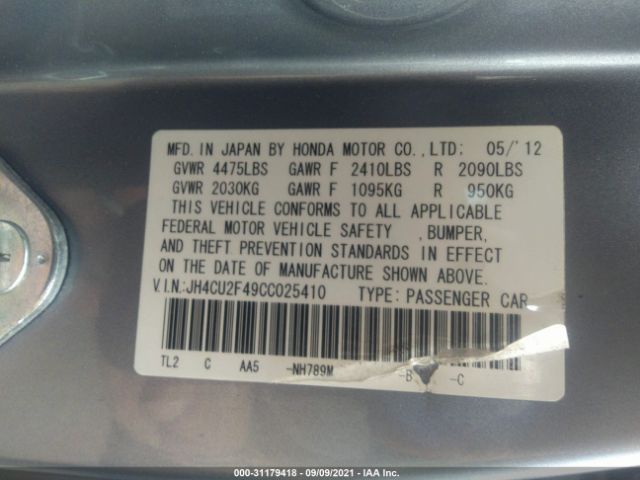 MFD. IN JAPAN BY HONDA MOTOR CO., LTD: 05/'12
GVWR 4475LBS GAWR F 2410LBS R 2090LBS
GVWR 2030KG GAWR F 1095KG R 950KG
THIS VEHICLE CONFORMS TO ALL APPLICABLE
FEDERAL MOTOR VEHICLE SAFETY , BUMPER,
AND THEFT PREVENTION STANDARDS IN EFFECT
ON THE DATE OF MANUFACTURE SHOWN ABOVE.
V.I.N.:JH4CU2F49CC025410 TYPE: PASSENGER CAR
TL2 C AA5 -NH789M -B -C
000-31179418 - 09/09/2021 - IAA Inc.